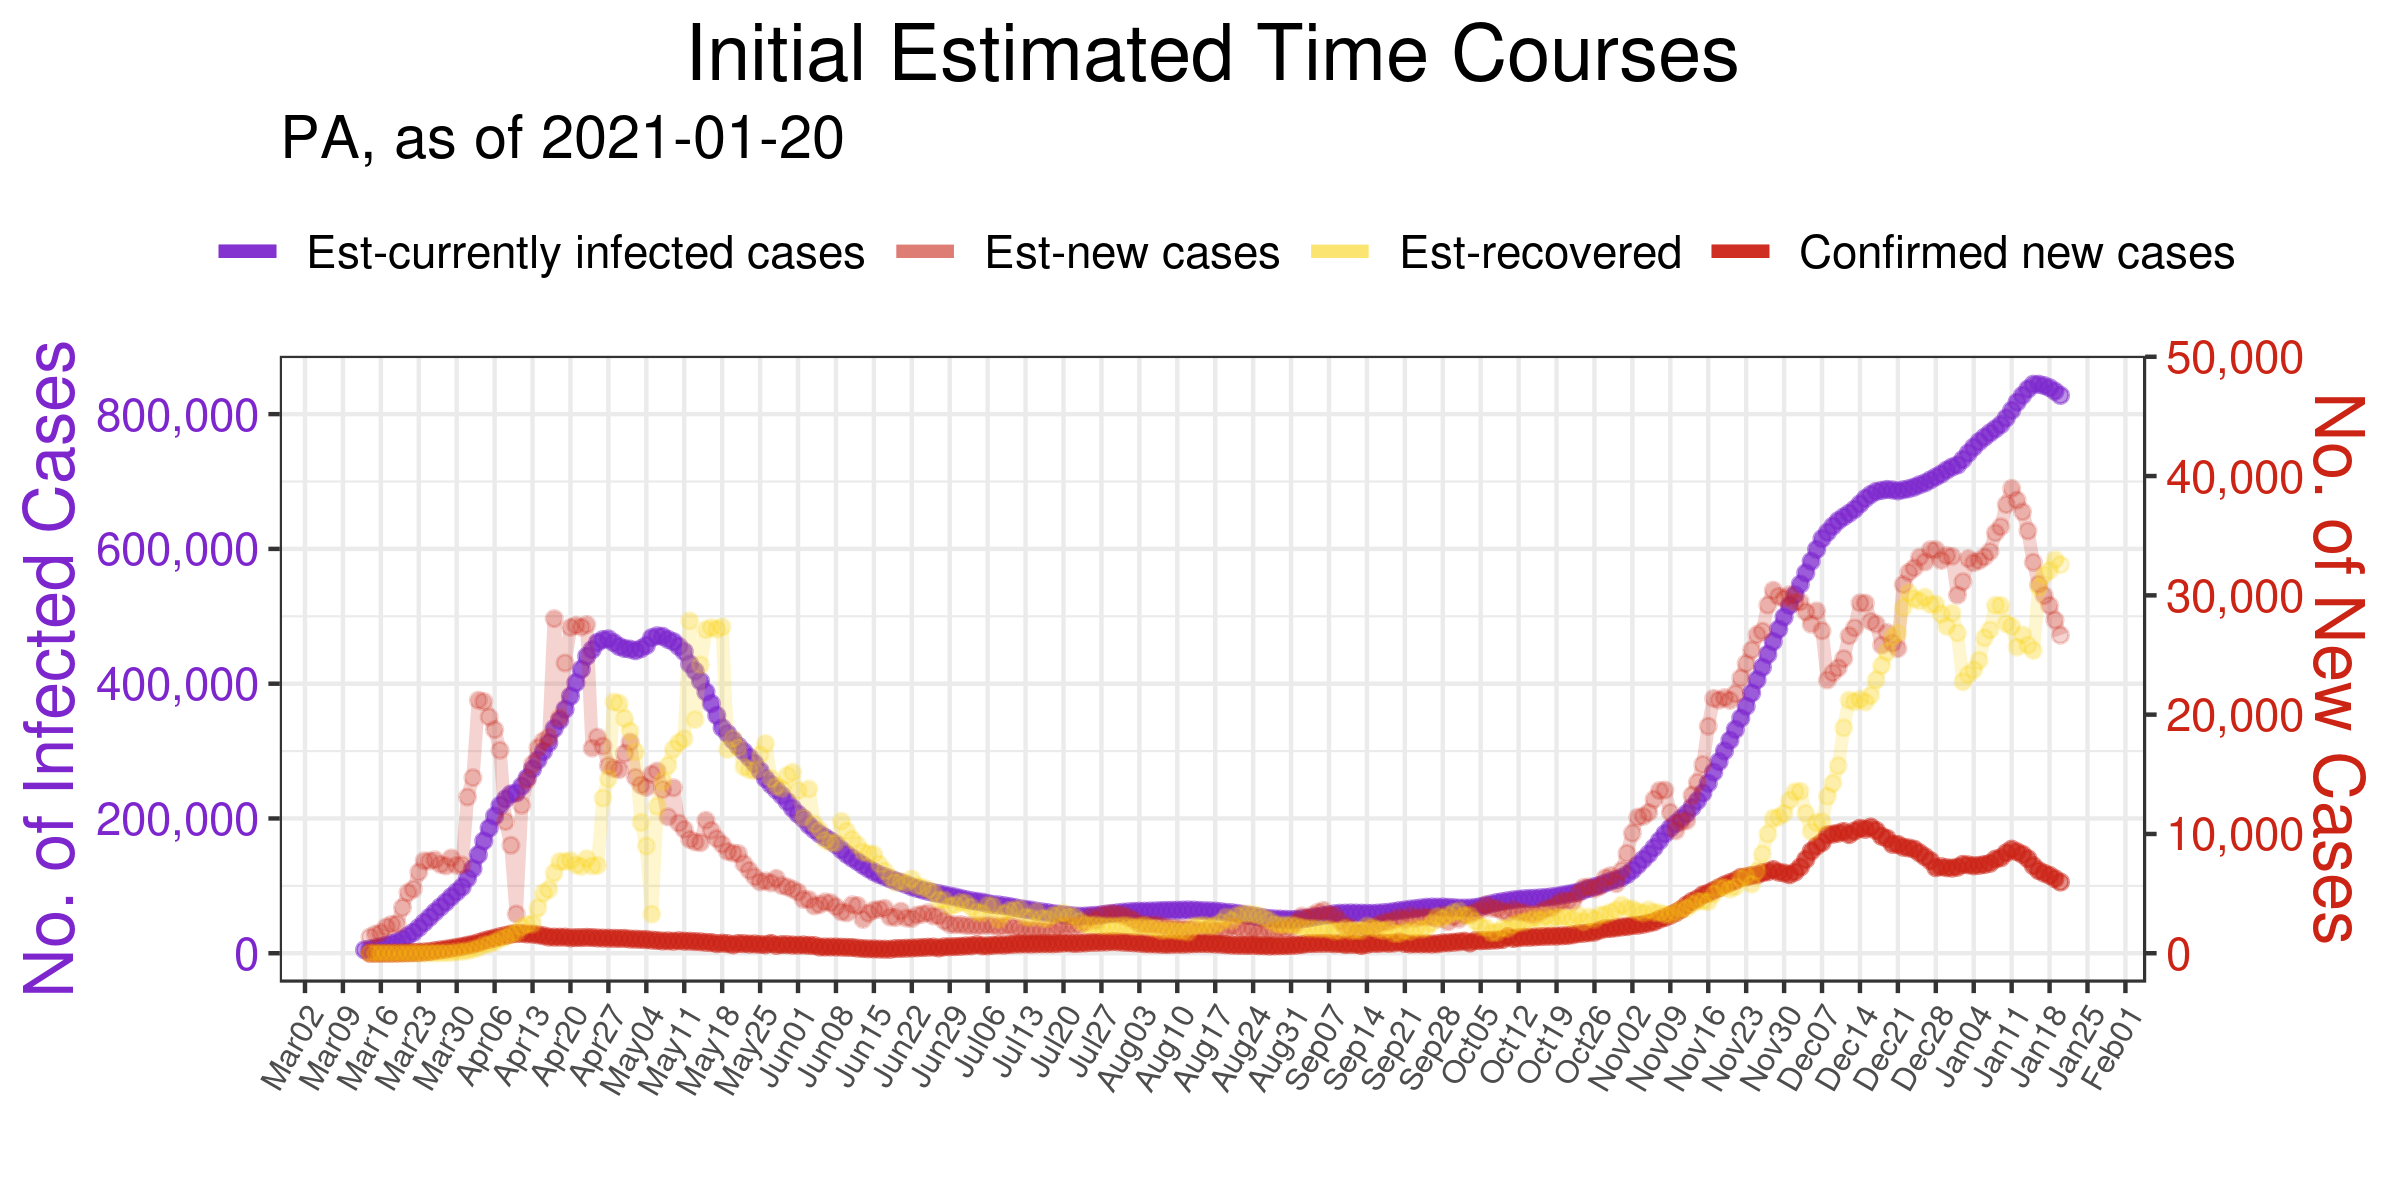 Initial Estimated Time Courses
PA, as of 2021-01-20
Est-currently infected cases Est-new cases Est-recovered Confirmed new cases
No. of Infected Cases
800,000
600,000
400,000
200,000
0
50,000
40,000
30,000
20,000
10,000
0
No. of New Cases
Mar02 Mar09 Mar16 Mar23 Mar30 Apr06 Apr13 Apr20 Apr27 May04 May11 May18 May25 Jun01 Jun08 Jun15 Jun22 Jun29 Jul06 Jul13 Jul20 Jul27 Aug03 Aug10 Aug17 Aug24 Aug31 Sep07 Sep14 Sep21 Sep28 Oct05 Oct12 Oct19 Oct26 Nov02 Nov09 Nov16 Nov23 Nov30 Dec07 Dec14 Dec21 Dec28 Jan04 Jan11 Jan18 Jan25 Feb01